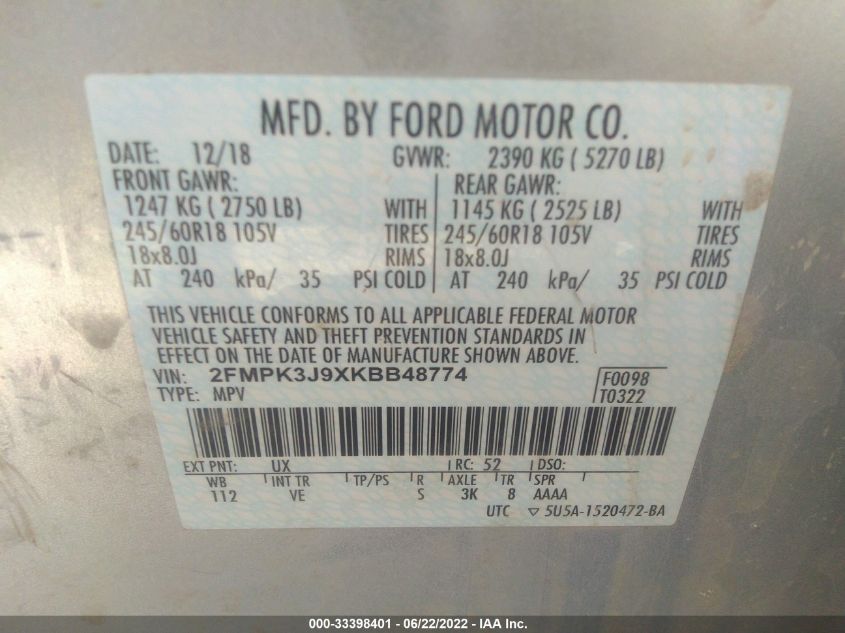 MFD. BY FORD MOTOR CO.
DATE: 12/18 GVWR: 2390 KG ( 5270 LB)
FRONT GAWR: REAR GAWR:
1247 KG ( 2750 LB) WITH 1145 KG ( 2525 LB) WITH
245/60R18 105V TIRES 245/60R18 105V TIRES
18x8.0J RIMS 18x8.0J RIMS
AT 240 kPa/ 35 PSI COLD AT 240 kPa/ 35 PSI COLD
THIS VEHICLE CONFORMS TO ALL APPLICABLE FEDERAL MOTOR
VEHICLE SAFETY AND THEFT PREVENTION STANDARDS IN
EFFECT ON THE DATE OF MANUFACTURE SHOWN ABOVE.
VIN: 2FMPK3J9XKBB48774 F0098
TYPE: MPV T0322
EXT PNT: UX RC: 52 DSO:
WB INT TR TP/PS R AXLE TR SPR
112 VE S 3K 8 AAAA
UTC ▽ 5U5A-1520472-BA
000-33398401 - 06/22/2022 - IAA Inc.